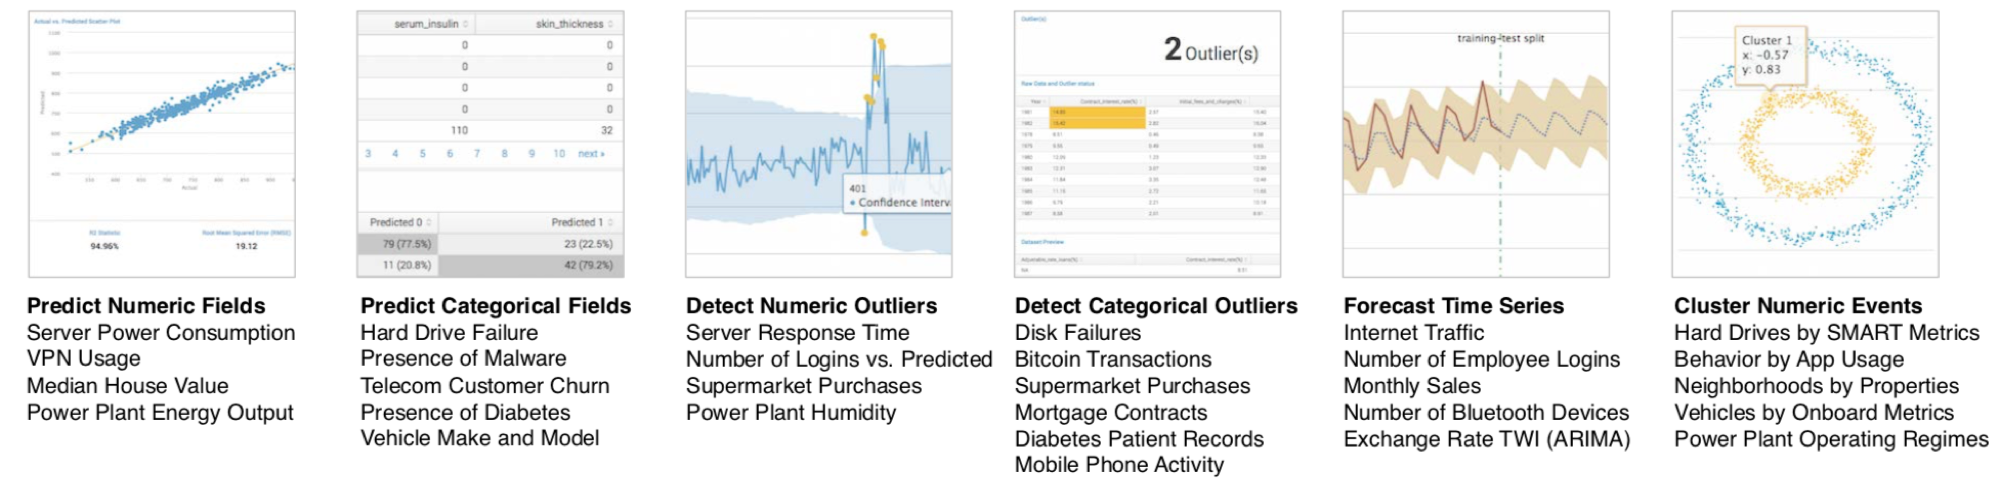 Actual vs. Predicted Scatter Plot
Predicted
Actual
R2 Statistic
Root Mean Squared Error (RMSE)
94.96%
19.12
Predict Numeric Fields
Server Power Consumption
VPN Usage
Median House Value
Power Plant Energy Output
serum_insulin skin_thickness
0 0
0 0
0 0
0 0
110 32
3 4 5 6 7 8 9 10 next »
Predicted 0 Predicted 1
79 (77.5%) 23 (22.5%)
11 (20.8%) 42 (79.2%)
Predict Categorical Fields
Hard Drive Failure
Presence of Malware
Telecom Customer Churn
Presence of Diabetes
Vehicle Make and Model
401
Confidence Interv
Detect Numeric Outliers
Server Response Time
Number of Logins vs. Predicted
Supermarket Purchases
Power Plant Humidity
Outlier(s)
2 Outlier(s)
Raw Data and Outlier status
Year Contract_interest_rate(%) Initial_fees_and_charges(%)
Dataset Preview
Adjustable_rate_loans(%) Contract_interest_rate(%)
Detect Categorical Outliers
Disk Failures
Bitcoin Transactions
Supermarket Purchases
Mortgage Contracts
Diabetes Patient Records
Mobile Phone Activity
training-test split
Forecast Time Series
Internet Traffic
Number of Employee Logins
Monthly Sales
Number of Bluetooth Devices
Exchange Rate TWI (ARIMA)
Cluster 1
x: -0.57
y: 0.83
Cluster Numeric Events
Hard Drives by SMART Metrics
Behavior by App Usage
Neighborhoods by Properties
Vehicles by Onboard Metrics
Power Plant Operating Regimes